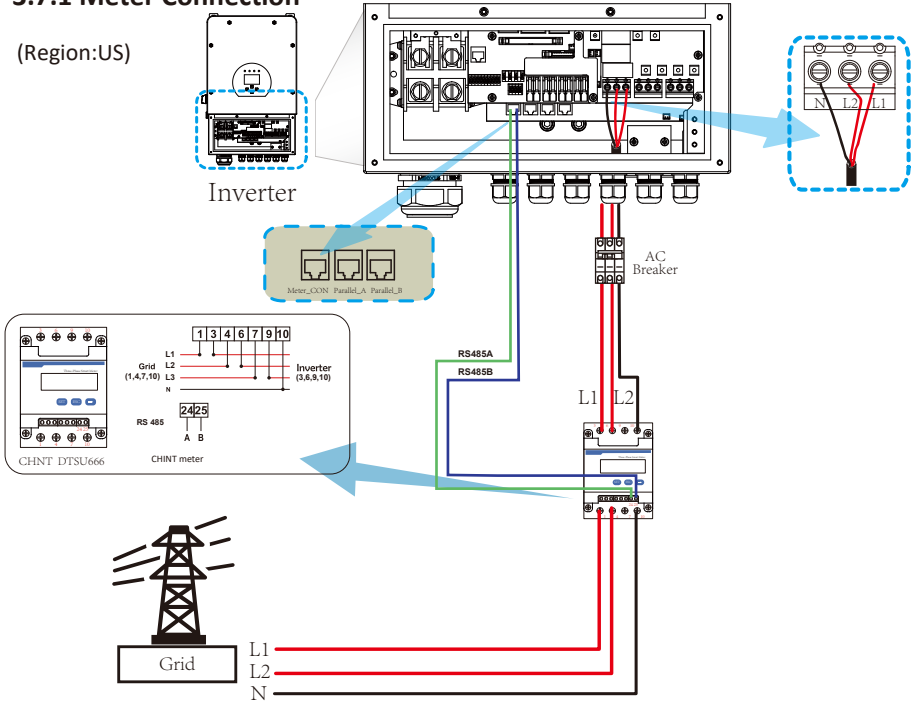 3.7.1 Meter Connection
(Region:US)
Inverter
N L2 L1
AC
Breaker
Meter_CON Parallel_A Parallel_B
RS485A
RS485B
1 3 4 6 7 9 10
L1
Grid L2 Inverter
(1,4,7,10) L3 (3,6,9,10)
N
24 25
RS 485
A B
CHNT DTSU666
CHINT meter
L1 L2
Grid
L1
L2
N